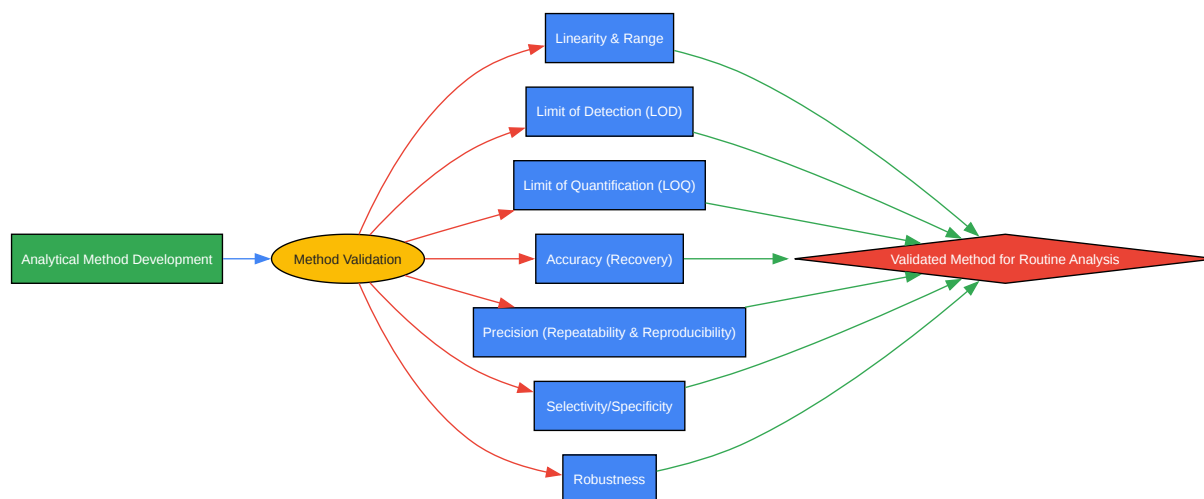 Linearity & Range
Limit of Detection (LOD)
Limit of Quantification (LOQ)
Analytical Method Development
Method Validation
Accuracy (Recovery)
Validated Method for Routine Analysis
Precision (Repeatability & Reproducibility)
Selectivity/Specificity
Robustness